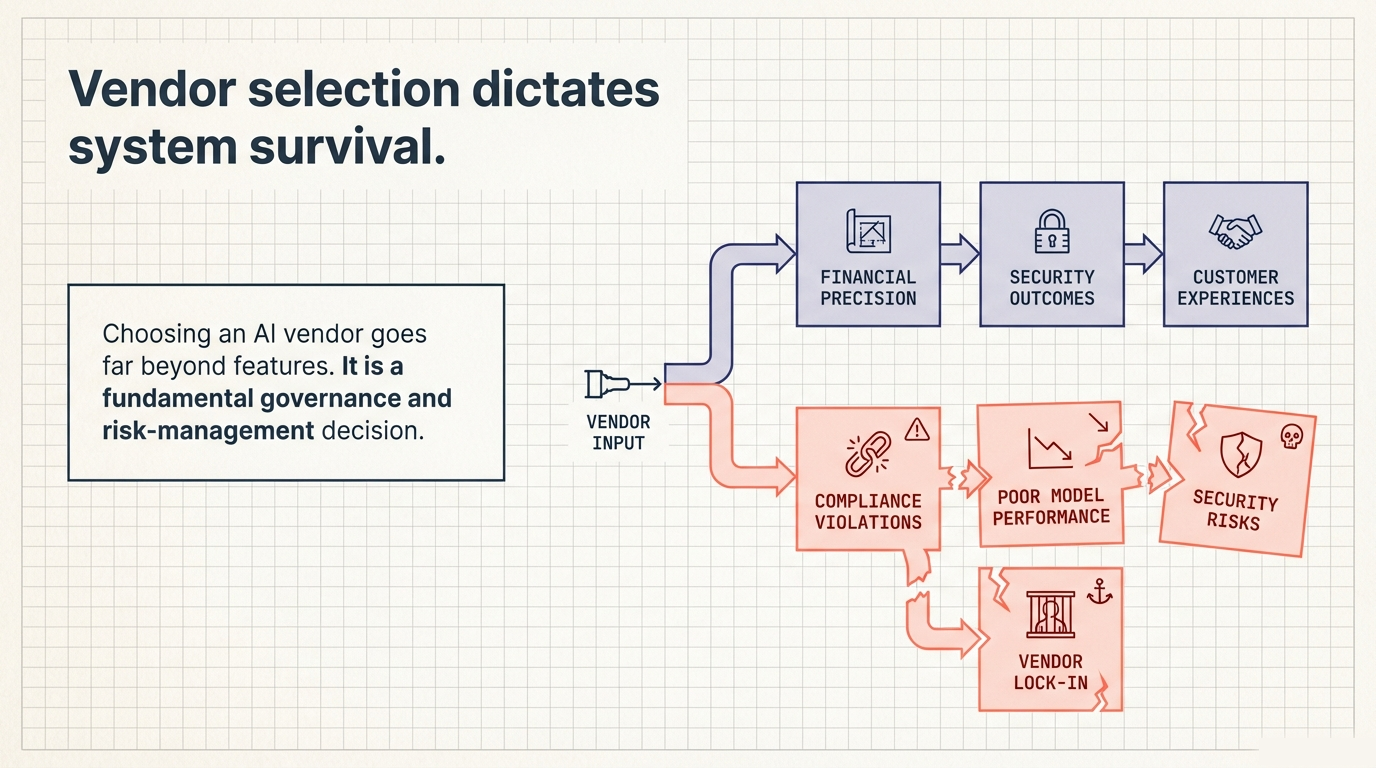 Vendor selection dictates
system survival.
Choosing an AI vendor goes
far beyond features. It is a
fundamental governance and
risk-management decision.
VENDOR
INPUT
FINANCIAL
PRECISION
SECURITY
OUTCOMES
CUSTOMER
EXPERIENCES
COMPLIANCE
VIOLATIONS
POOR MODEL
PERFORMANCE
SECURITY
RISKS
VENDOR
LOCK-IN